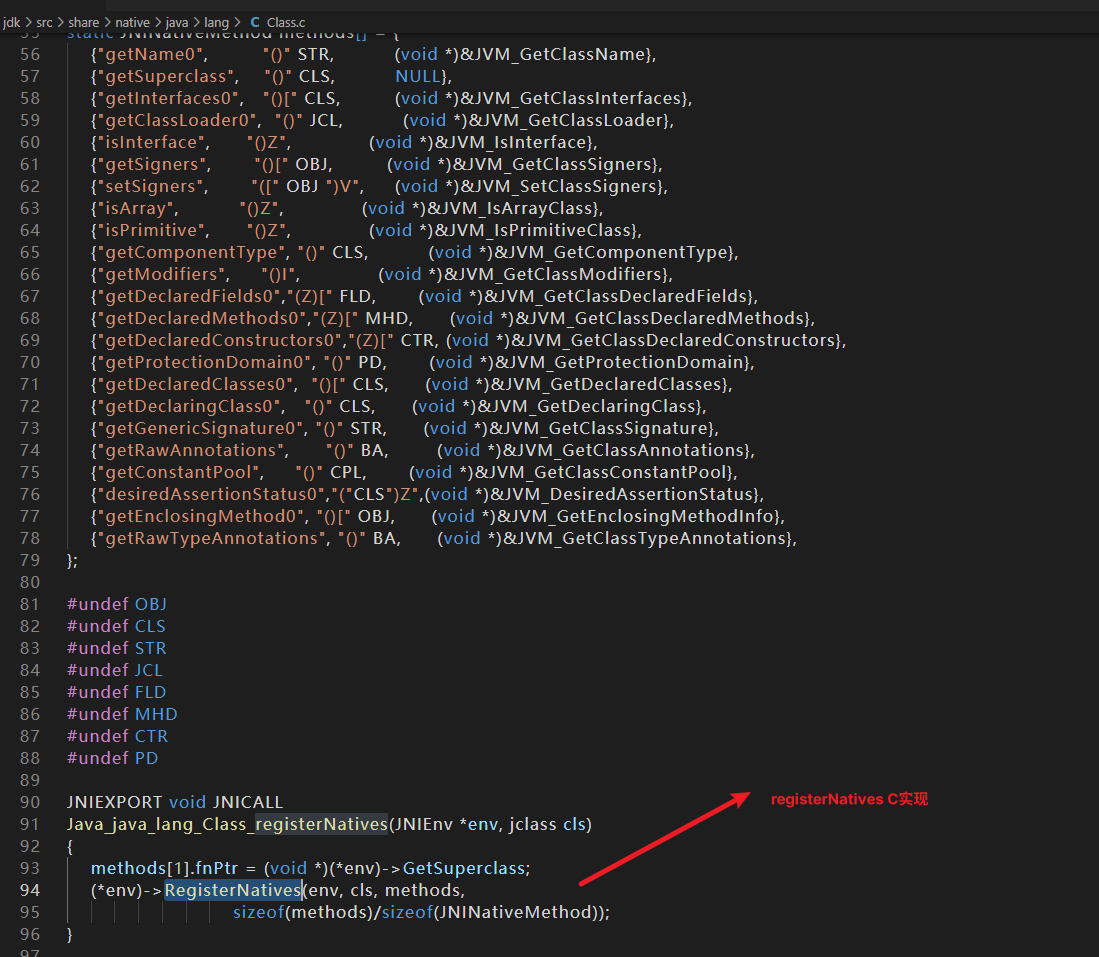 jdk > src > share > native > java > lang > C Class.c
55 static JNINativeMethod methods[] = {
56 {"getName0", "()" STR, (void *)&JVM_GetClassName},
57 {"getSuperclass", "()" CLS, NULL},
58 {"getInterfaces0", "()[" CLS, (void *)&JVM_GetClassInterfaces},
59 {"getClassLoader0", "()" JCL, (void *)&JVM_GetClassLoader},
60 {"isInterface", "()Z", (void *)&JVM_IsInterface},
61 {"getSigners", "()[" OBJ, (void *)&JVM_GetClassSigners},
62 {"setSigners", "([" OBJ ")V", (void *)&JVM_SetClassSigners},
63 {"isArray", "()Z", (void *)&JVM_IsArrayClass},
64 {"isPrimitive", "()Z", (void *)&JVM_IsPrimitiveClass},
65 {"getComponentType", "()" CLS, (void *)&JVM_GetComponentType},
66 {"getModifiers", "()I", (void *)&JVM_GetClassModifiers},
67 {"getDeclaredFields0","(Z)[" FLD, (void *)&JVM_GetClassDeclaredFields},
68 {"getDeclaredMethods0","(Z)[" MHD, (void *)&JVM_GetClassDeclaredMethods},
69 {"getDeclaredConstructors0","(Z)[" CTR, (void *)&JVM_GetClassDeclaredConstructors},
70 {"getProtectionDomain0", "()" PD, (void *)&JVM_GetProtectionDomain},
71 {"getDeclaredClasses0", "()[" CLS, (void *)&JVM_GetDeclaredClasses},
72 {"getDeclaringClass0", "()" CLS, (void *)&JVM_GetDeclaringClass},
73 {"getGenericSignature0", "()" STR, (void *)&JVM_GetClassSignature},
74 {"getRawAnnotations", "()" BA, (void *)&JVM_GetClassAnnotations},
75 {"getConstantPool", "()" CPL, (void *)&JVM_GetClassConstantPool},
76 {"desiredAssertionStatus0","("CLS")Z",(void *)&JVM_DesiredAssertionStatus},
77 {"getEnclosingMethod0", "()[" OBJ, (void *)&JVM_GetEnclosingMethodInfo},
78 {"getRawTypeAnnotations", "()" BA, (void *)&JVM_GetClassTypeAnnotations},
79 };
80
81 #undef OBJ
82 #undef CLS
83 #undef STR
84 #undef JCL
85 #undef FLD
86 #undef MHD
87 #undef CTR
88 #undef PD
89
90 JNIEXPORT void JNICALL
registerNatives C实现
91 Java_java_lang_Class_registerNatives(JNIEnv *env, jclass cls)
92 {
93 methods[1].fnPtr = (void *)(*env)->GetSuperclass;
94 (*env)->RegisterNatives(env, cls, methods,
95 sizeof(methods)/sizeof(JNINativeMethod));
96 }
97